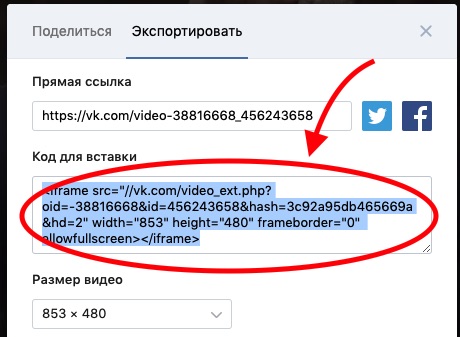 Поделиться Экспортировать
Прямая ссылка
https://vk.com/video-38816668_456243658
Код для вставки
<iframe src="//vk.com/video_ext.php?
oid=-38816668&id=456243658&hash=3c92a95db465669a
&hd=2" width="853" height="480" frameborder="0"
allowfullscreen></iframe>
Размер видео
853 × 480